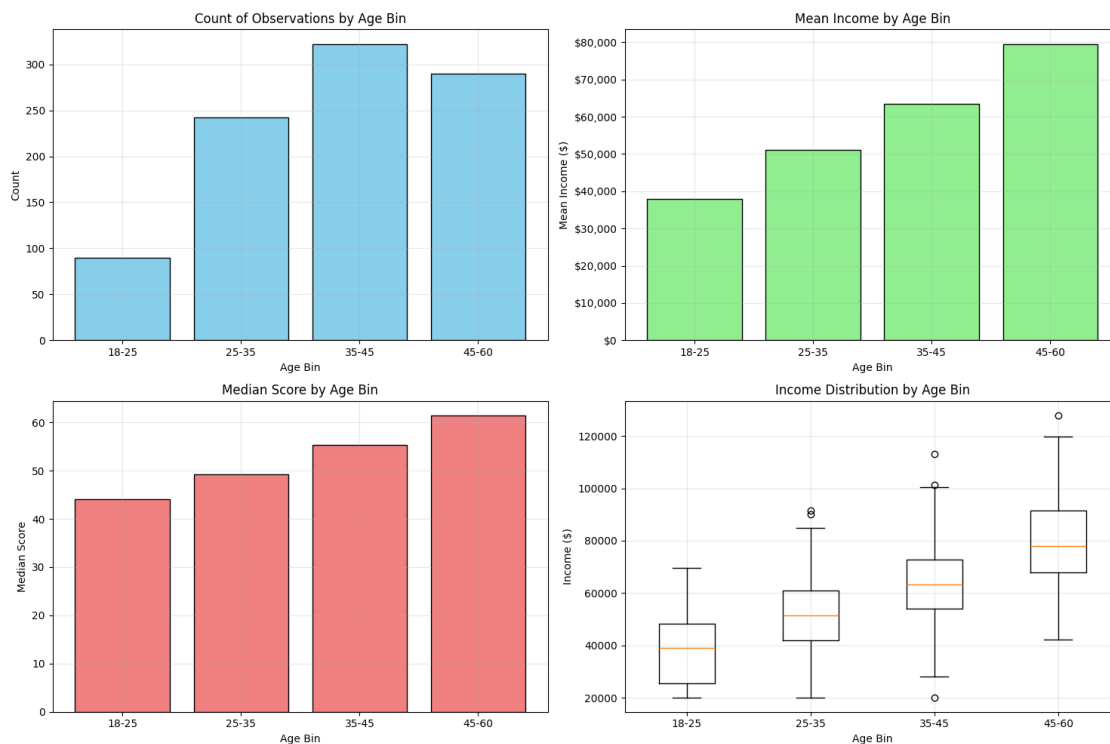 Count of Observations by Age Bin
Count
300
250
200
150
100
50
0
18-25 25-35 35-45 45-60
Age Bin
Mean Income by Age Bin
Mean Income ($)
$80,000
$70,000
$60,000
$50,000
$40,000
$30,000
$20,000
$10,000
$0
18-25 25-35 35-45 45-60
Age Bin
Median Score by Age Bin
Median Score
60
50
40
30
20
10
0
18-25 25-35 35-45 45-60
Age Bin
Income Distribution by Age Bin
Income ($)
120000
100000
80000
60000
40000
20000
18-25 25-35 35-45 45-60
Age Bin